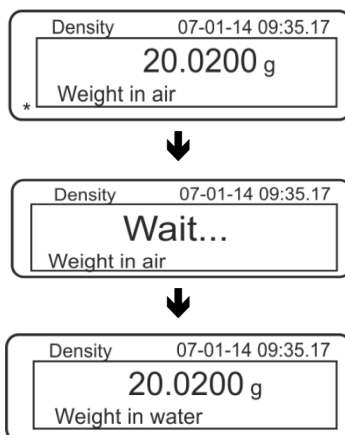 Density 07-01-14 09:35.17
20.0200 g
Weight in air
*
Density 07-01-14 09:35.17
Wait...
Weight in air
Density 07-01-14 09:35.17
20.0200 g
Weight in water